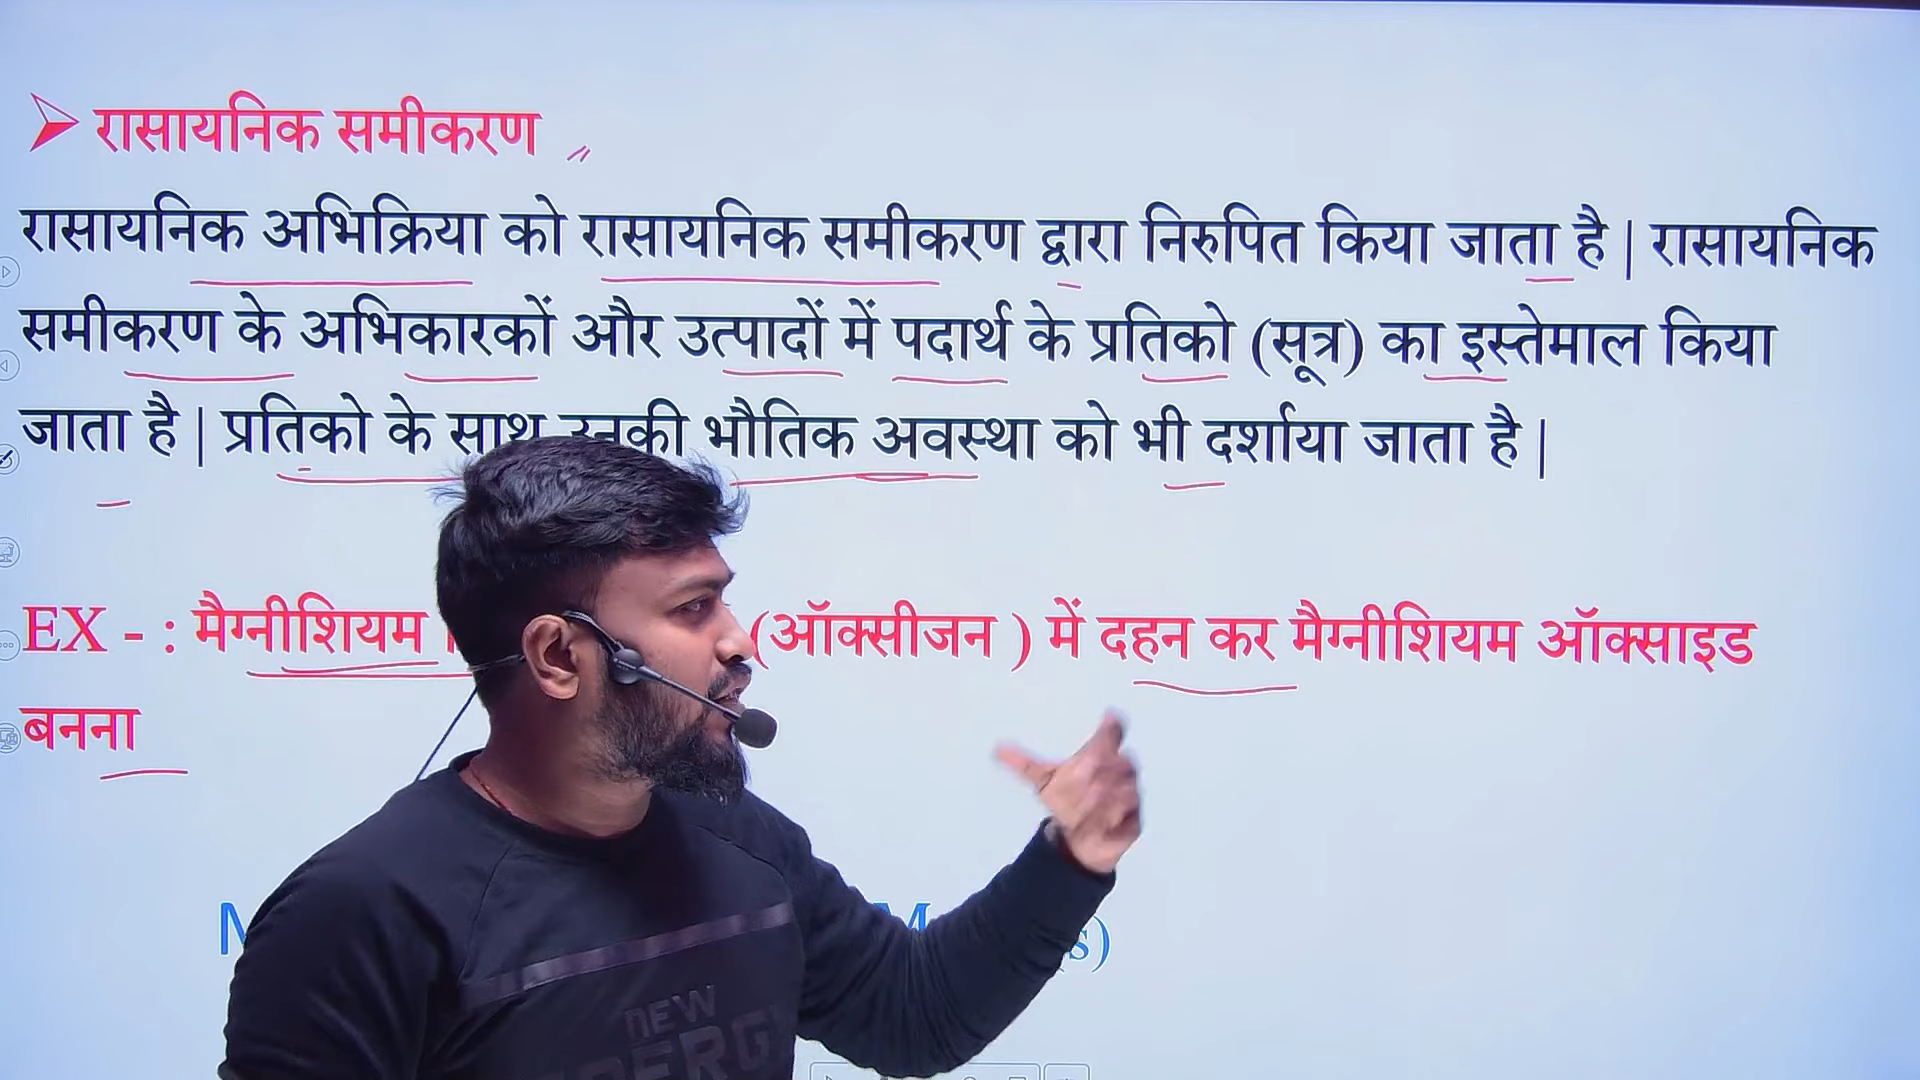 रासायनिक समीकरण
रासायनिक अभिक्रिया को रासायनिक समीकरण द्वारा निरुपित किया जाता है | रासायनिक
समीकरण के अभिकारकों और उत्पादों में पदार्थ के प्रतिको (सूत्र) का इस्तेमाल किया
जाता है | प्रतिको के साथ उनकी भौतिक अवस्था को भी दर्शाया जाता है |
EX - : मैग्नीशियम (ऑक्सीजन ) में दहन कर मैग्नीशियम ऑक्साइड
बनना
(s)
NEW